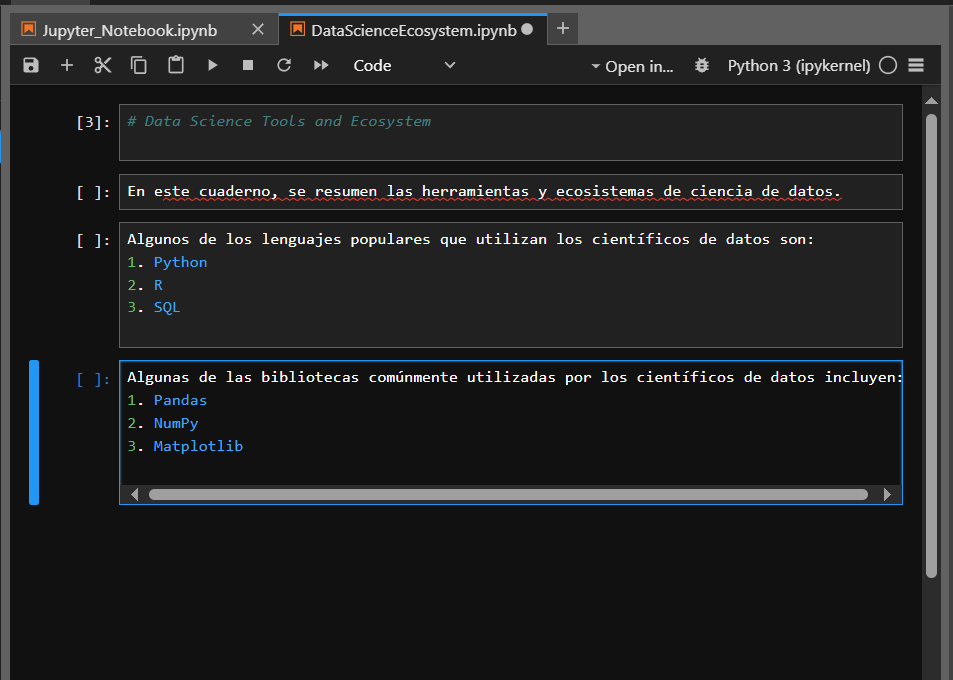 Jupyter_Notebook.ipynb
DataScienceEcosystem.ipynb
Code
Open in...
Python 3 (ipykernel)
[3]:
# Data Science Tools and Ecosystem
[ ]:
En este cuaderno, se resumen las herramientas y ecosistemas de ciencia de datos.
[ ]:
Algunos de los lenguajes populares que utilizan los científicos de datos son:
1. Python
2. R
3. SQL
[ ]:
Algunas de las bibliotecas comúnmente utilizadas por los científicos de datos incluyen:
1. Pandas
2. NumPy
3. Matplotlib